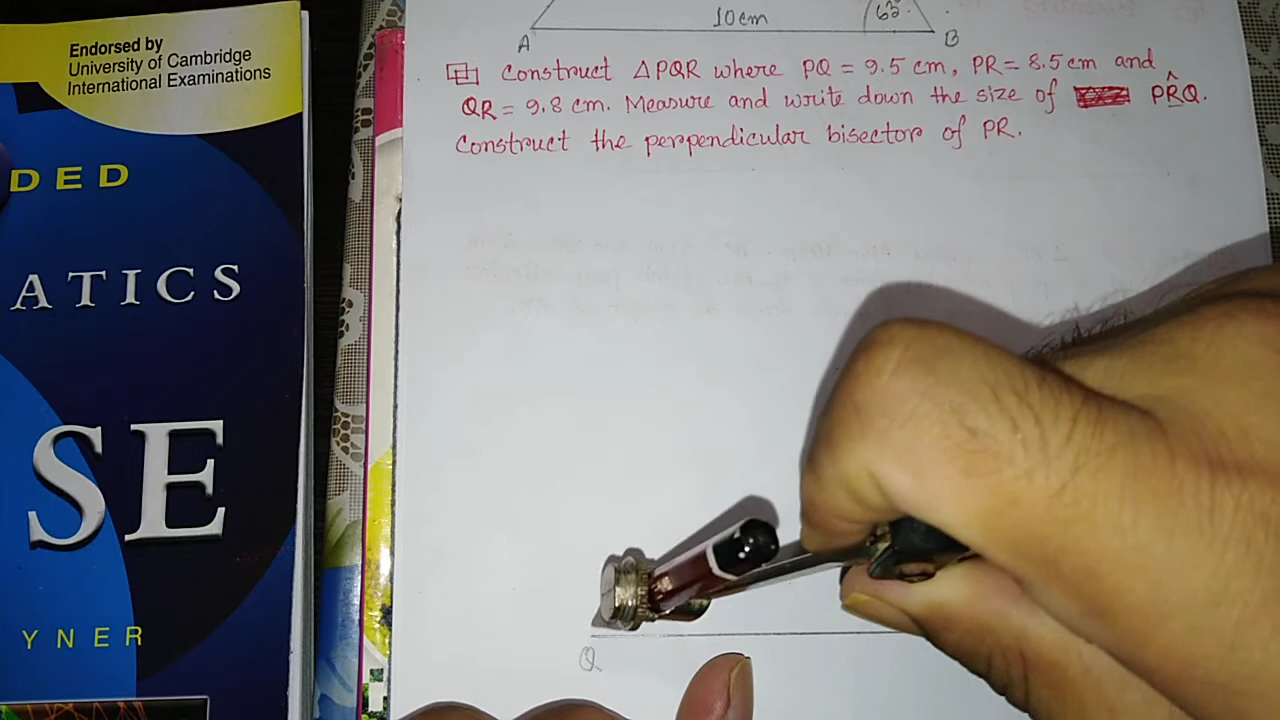 Endorsed by
University of Cambridge
International Examinations
DED
ATICS
SE
YNER
10cm
63°
A
B
Construct △PQR where PQ = 9.5 cm, PR = 8.5 cm and
QR = 9.8 cm. Measure and write down the size of PR̂Q.
Construct the perpendicular bisector of PR.
Q